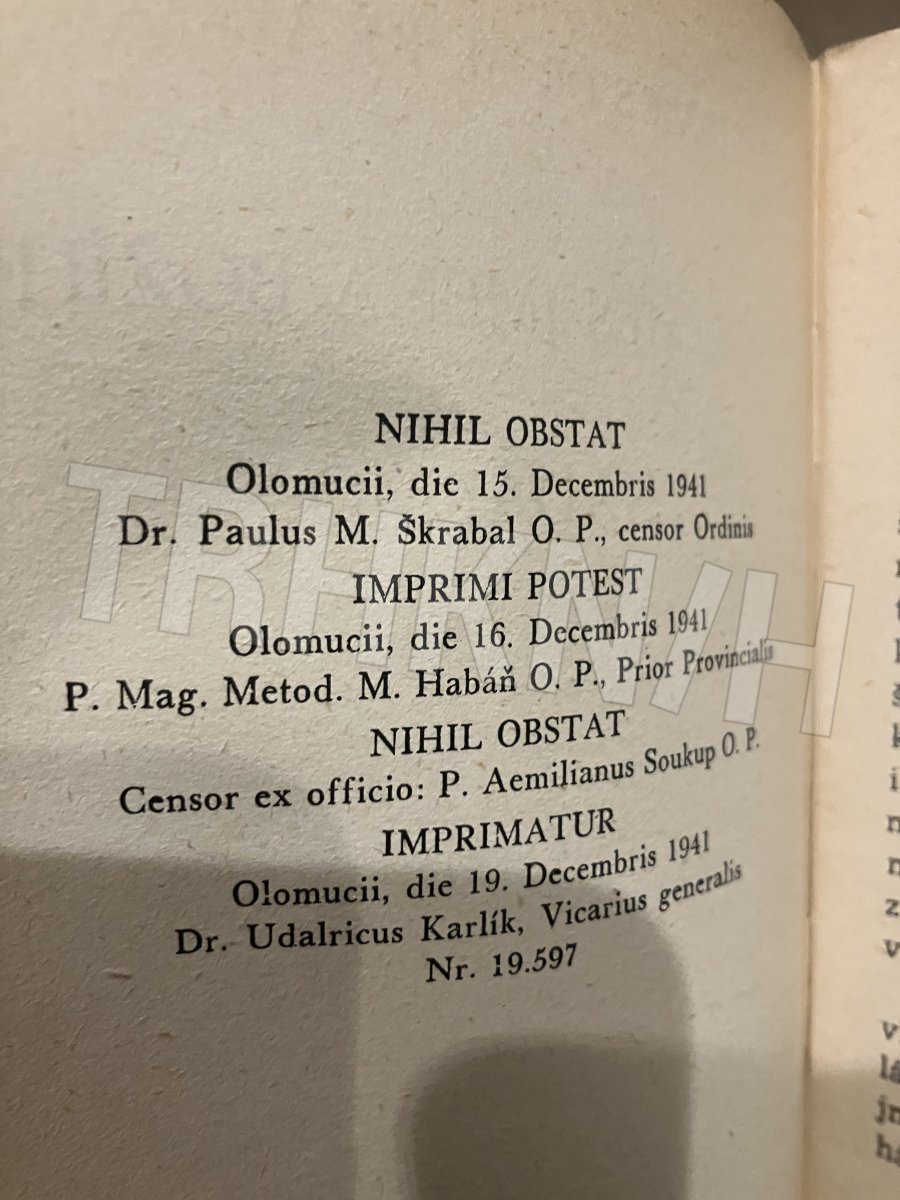 NIHIL OBSTAT
Olomucii, die 15. Decembris 1941
Dr. Paulus M. Škrabal O. P., censor Ordinis
IMPRIMI POTEST
Olomucii, die 16. Decembris 1941
P. Mag. Metod. M. Habáň O. P., Prior Provincialis
NIHIL OBSTAT
Censor ex officio: P. Aemilianus Soukup O. P.
IMPRIMATUR
Olomucii, die 19. Decembris 1941
Dr. Udalricus Karlík, Vicarius generalis
Nr. 19.597
TRHKNIH